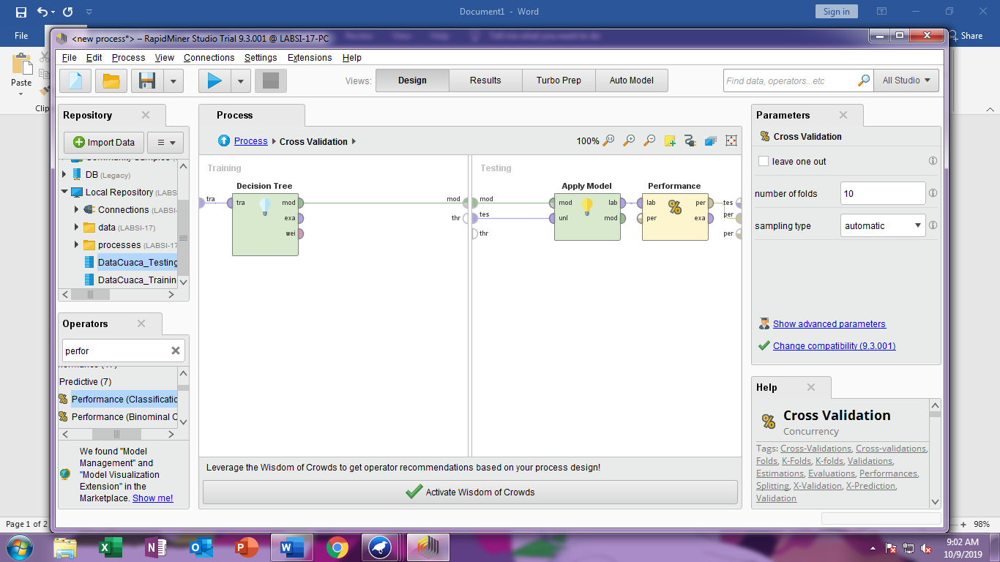 Document1 - Word
Sign in
File
Share
<new process*> – RapidMiner Studio Trial 9.3.001 @ LABSI-17-PC
File Edit Process View Connections Settings Extensions Help
Paste
Clip
Views:
Design
Results
Turbo Prep
Auto Model
Find data, operators...etc
All Studio
Repository
Import Data
Community Samples
DB (Legacy)
Local Repository (LABS
Connections (LABSI-
data (LABSI-17)
processes (LABSI-17
DataCuaca_Testing
DataCuaca_Trainin
Operators
perfor
Predictive (7)
Performance (Classificatic
Performance (Binominal C
We found "Model
Management" and
"Model Visualization
Extension" in the
Marketplace. Show me!
Process
Process Cross Validation
100%
Training
Decision Tree
tra
tra mod
exa
wei
mod
thr
Testing
mod
tes
thr
Apply Model
mod lab
unl mod
Performance
lab per
per exa
tes
per
per
Leverage the Wisdom of Crowds to get operator recommendations based on your process design!
Activate Wisdom of Crowds
Parameters
Cross Validation
leave one out
number of folds 10
sampling type automatic
Show advanced parameters
Change compatibility (9.3.001)
Help
Cross Validation
Concurrency
Tags: Cross-Validations, Cross-validations,
Folds, K-Folds, K-folds, Validations,
Estimations, Evaluations, Performances,
Splitting, X-Validation, X-Prediction,
Validation
Page 1 of 2
98%
9:02 AM
10/9/2019